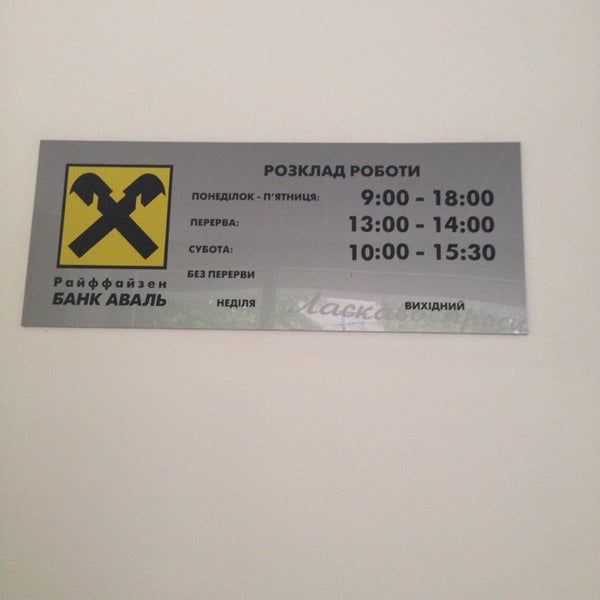 РОЗКЛАД РОБОТИ
ПОНЕДІЛОК - П'ЯТНИЦЯ: 9:00 - 18:00
ПЕРЕРВА: 13:00 - 14:00
СУБОТА: 10:00 - 15:30
БЕЗ ПЕРЕРВИ
НЕДІЛЯ ВИХІДНИЙ
Райффайзен
БАНК АВАЛЬ
Ласкаво